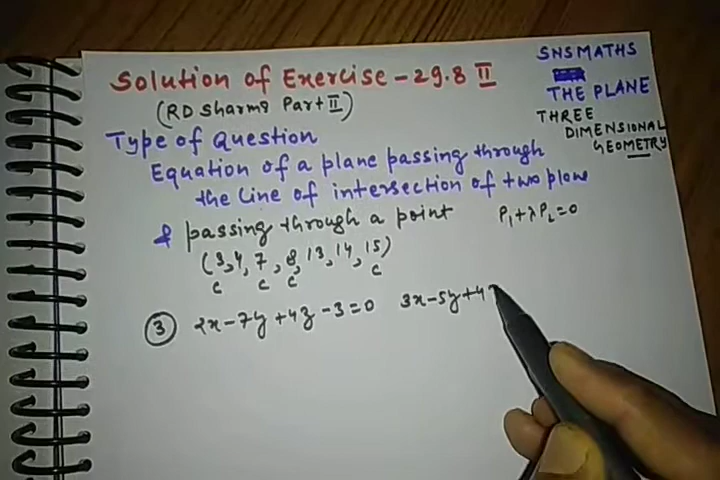 Solution of Exercise-29.8 II
(RD Sharma Part II)
SNSMATHS
THE PLANE
THREE
DIMENSIONAL
GEOMETRY
Type of Question
Equation of a plane passing through
the line of intersection of two plane
& passing through a point
P₁+λP₂=0
(3,4,7,8,13,14,15)
c c c c
③ 2x-7y+4z-3=0 3x-5y+4